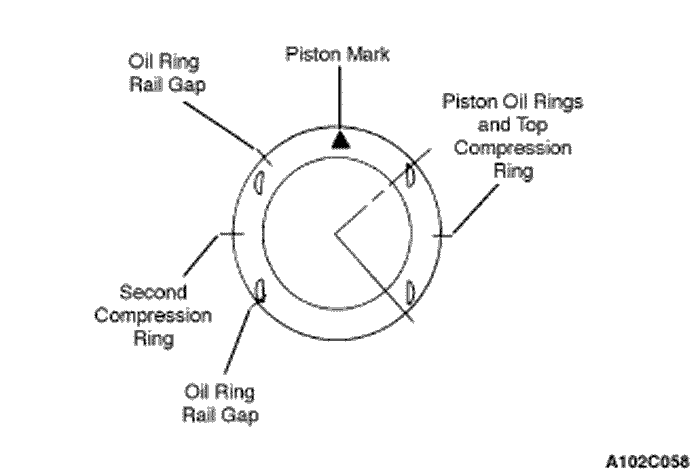 Oil Ring
Rail Gap
Piston Mark
Piston Oil Rings
and Top
Compression
Ring
Second
Compression
Ring
Oil Ring
Rail Gap
A102C058